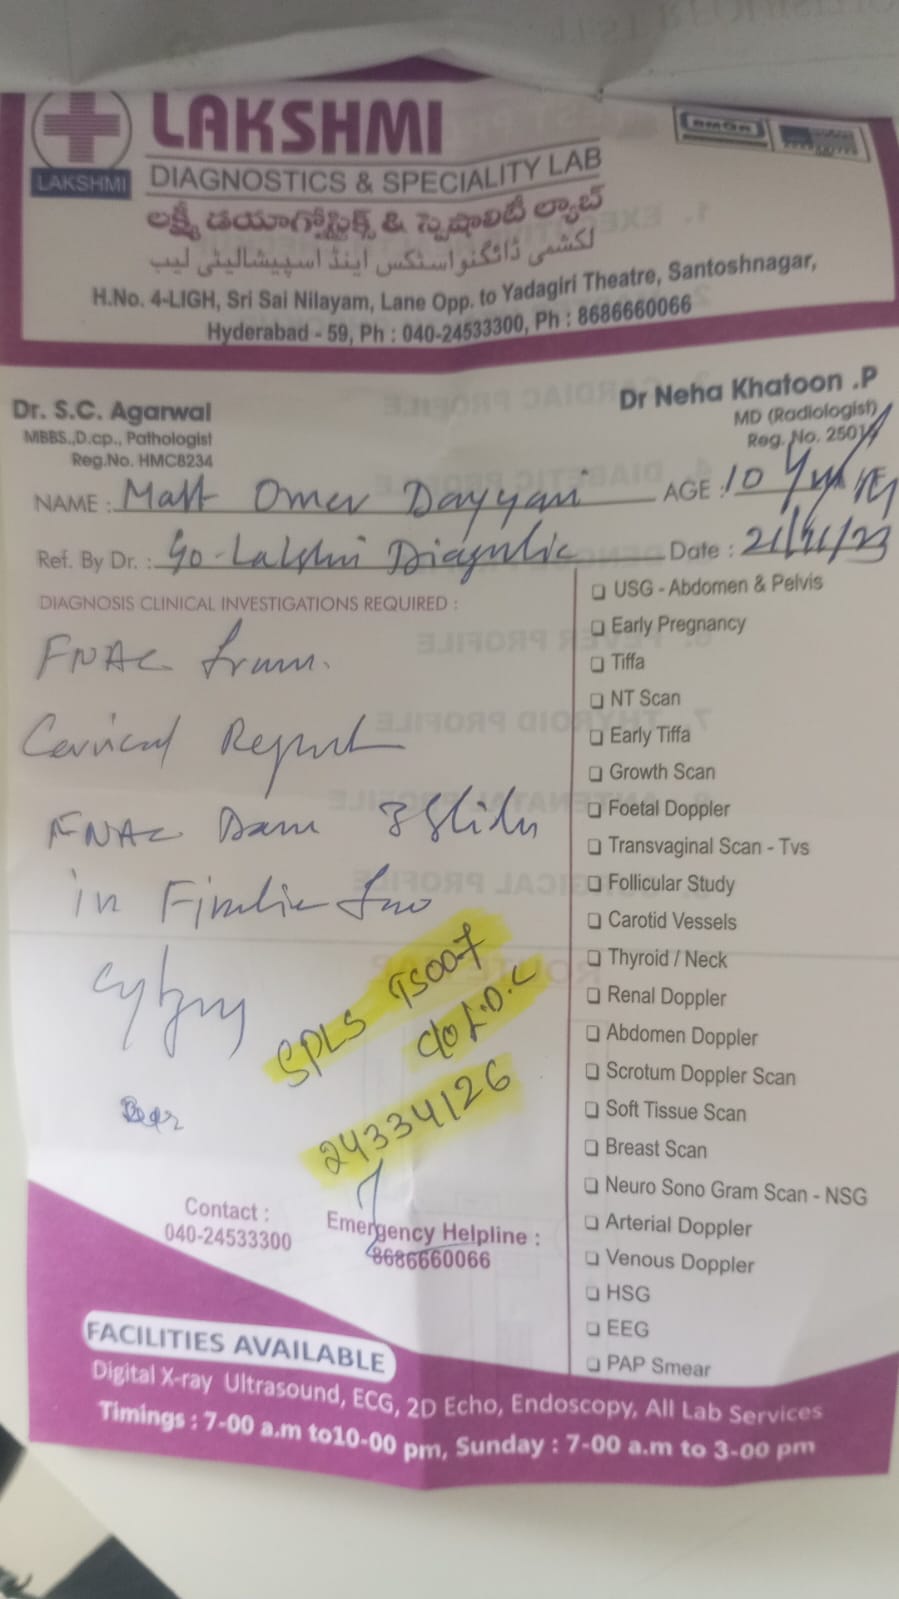 LAKSHMI
LAKSHMI
DIAGNOSTICS & SPECIALITY LAB
లక్ష్మీ డయాగ్నోస్టిక్స్ & స్పెషాలిటీ ల్యాబ్
لکشمی ڈائگنواسٹکس اینڈ اسپیشالیٹی لیب
H.No. 4-LIGH, Sri Sai Nilayam, Lane Opp. to Yadagiri Theatre, Santoshnagar,
Hyderabad - 59, Ph : 040-24533300, Ph : 8686660066
Dr. S.C. Agarwal
MBBS.,D.cp., Pathologist
Reg.No. HMC8234
Dr Neha Khatoon .P
MD (Radiologist)
Reg. No.
NAME : Omer Dayyan AGE : 10
Ref. By Dr. : Date :
DIAGNOSIS CLINICAL INVESTIGATIONS REQUIRED :
FNAC from
Cervical Report
FNAC
in
SPLS TS007
24334126
Contact :
040-24533300
Emergency Helpline :
8686660066
❑ USG - Abdomen & Pelvis
❑ Early Pregnancy
❑ Tiffa
❑ NT Scan
❑ Early Tiffa
❑ Growth Scan
❑ Foetal Doppler
❑ Transvaginal Scan - Tvs
❑ Follicular Study
❑ Carotid Vessels
❑ Thyroid / Neck
❑ Renal Doppler
❑ Abdomen Doppler
❑ Scrotum Doppler Scan
❑ Soft Tissue Scan
❑ Breast Scan
❑ Neuro Sono Gram Scan - NSG
❑ Arterial Doppler
❑ Venous Doppler
❑ HSG
❑ EEG
❑ PAP Smear
FACILITIES AVAILABLE
Digital X-ray Ultrasound, ECG, 2D Echo, Endoscopy, All Lab Services
Timings : 7-00 a.m to10-00 pm, Sunday : 7-00 a.m to 3-00 pm